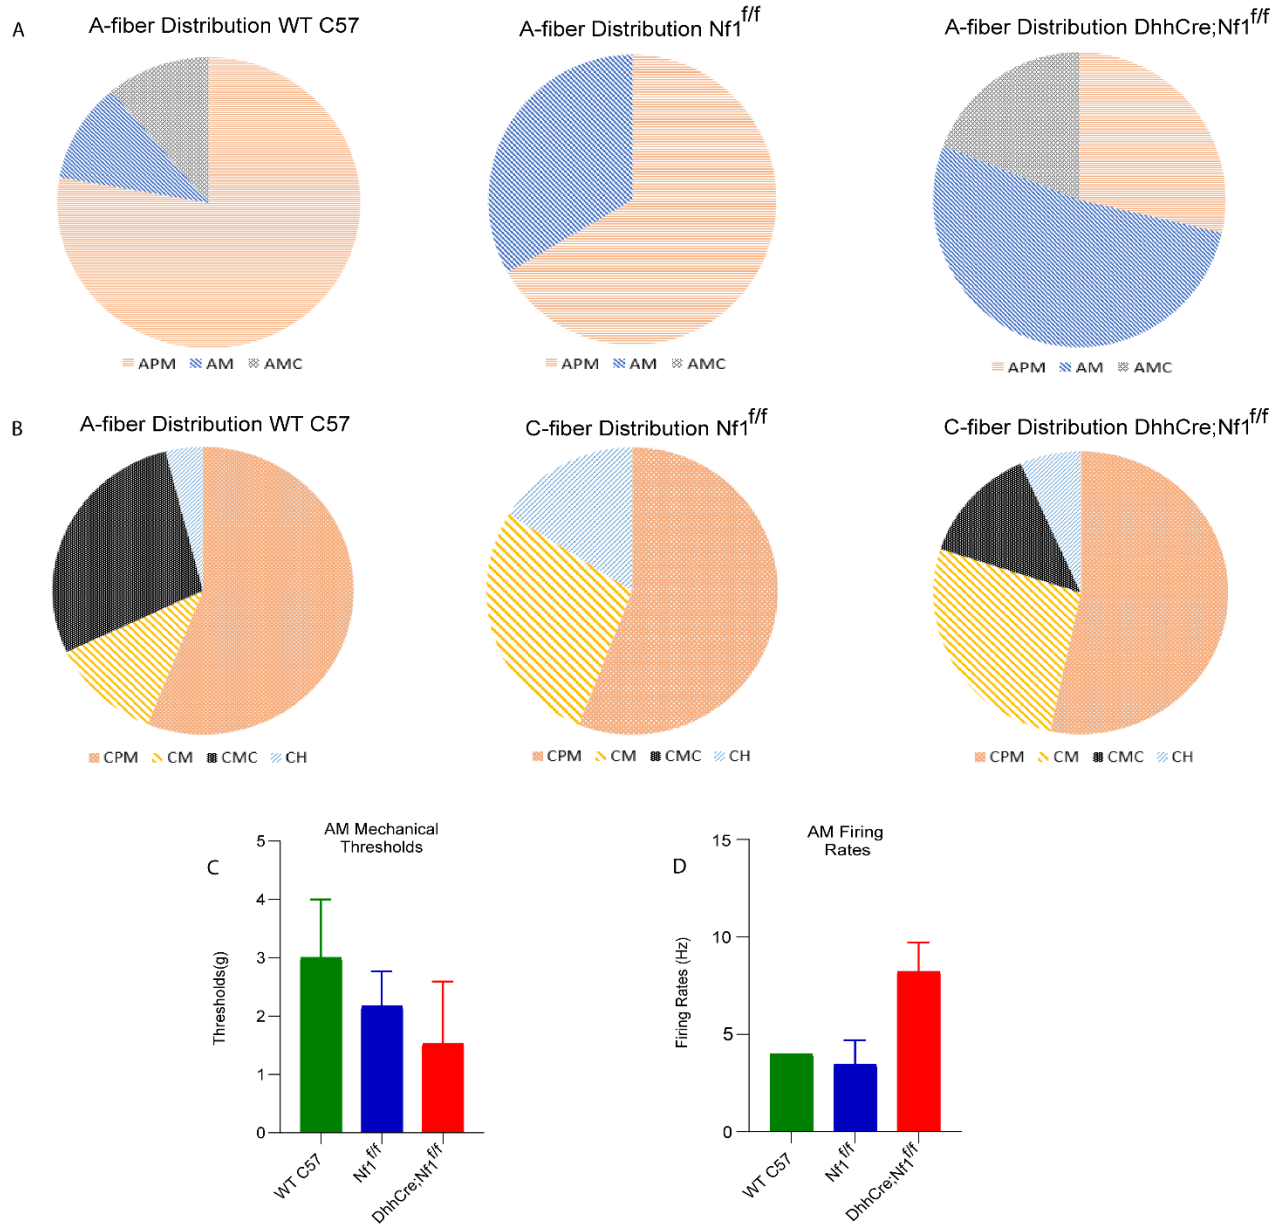 A
A-fiber Distribution WT C57
A-fiber Distribution Nf1f/f
A-fiber Distribution DhhCre;Nf1f/f
APM AM AMC
APM AM AMC
APM AM AMC
B
A-fiber Distribution WT C57
C-fiber Distribution Nf1f/f
C-fiber Distribution DhhCre;Nf1f/f
CPM CM CMC CH
CPM CM CMC CH
CPM CM CMC CH
C
AM Mechanical
Thresholds
Thresholds(g)
5
4
3
2
1
0
WT C57
Nf1f/f
DhhCre;Nf1f/f
D
AM Firing
Rates
Firing Rates (Hz)
15
10
5
0
WT C57
Nf1f/f
DhhCre;Nf1f/f